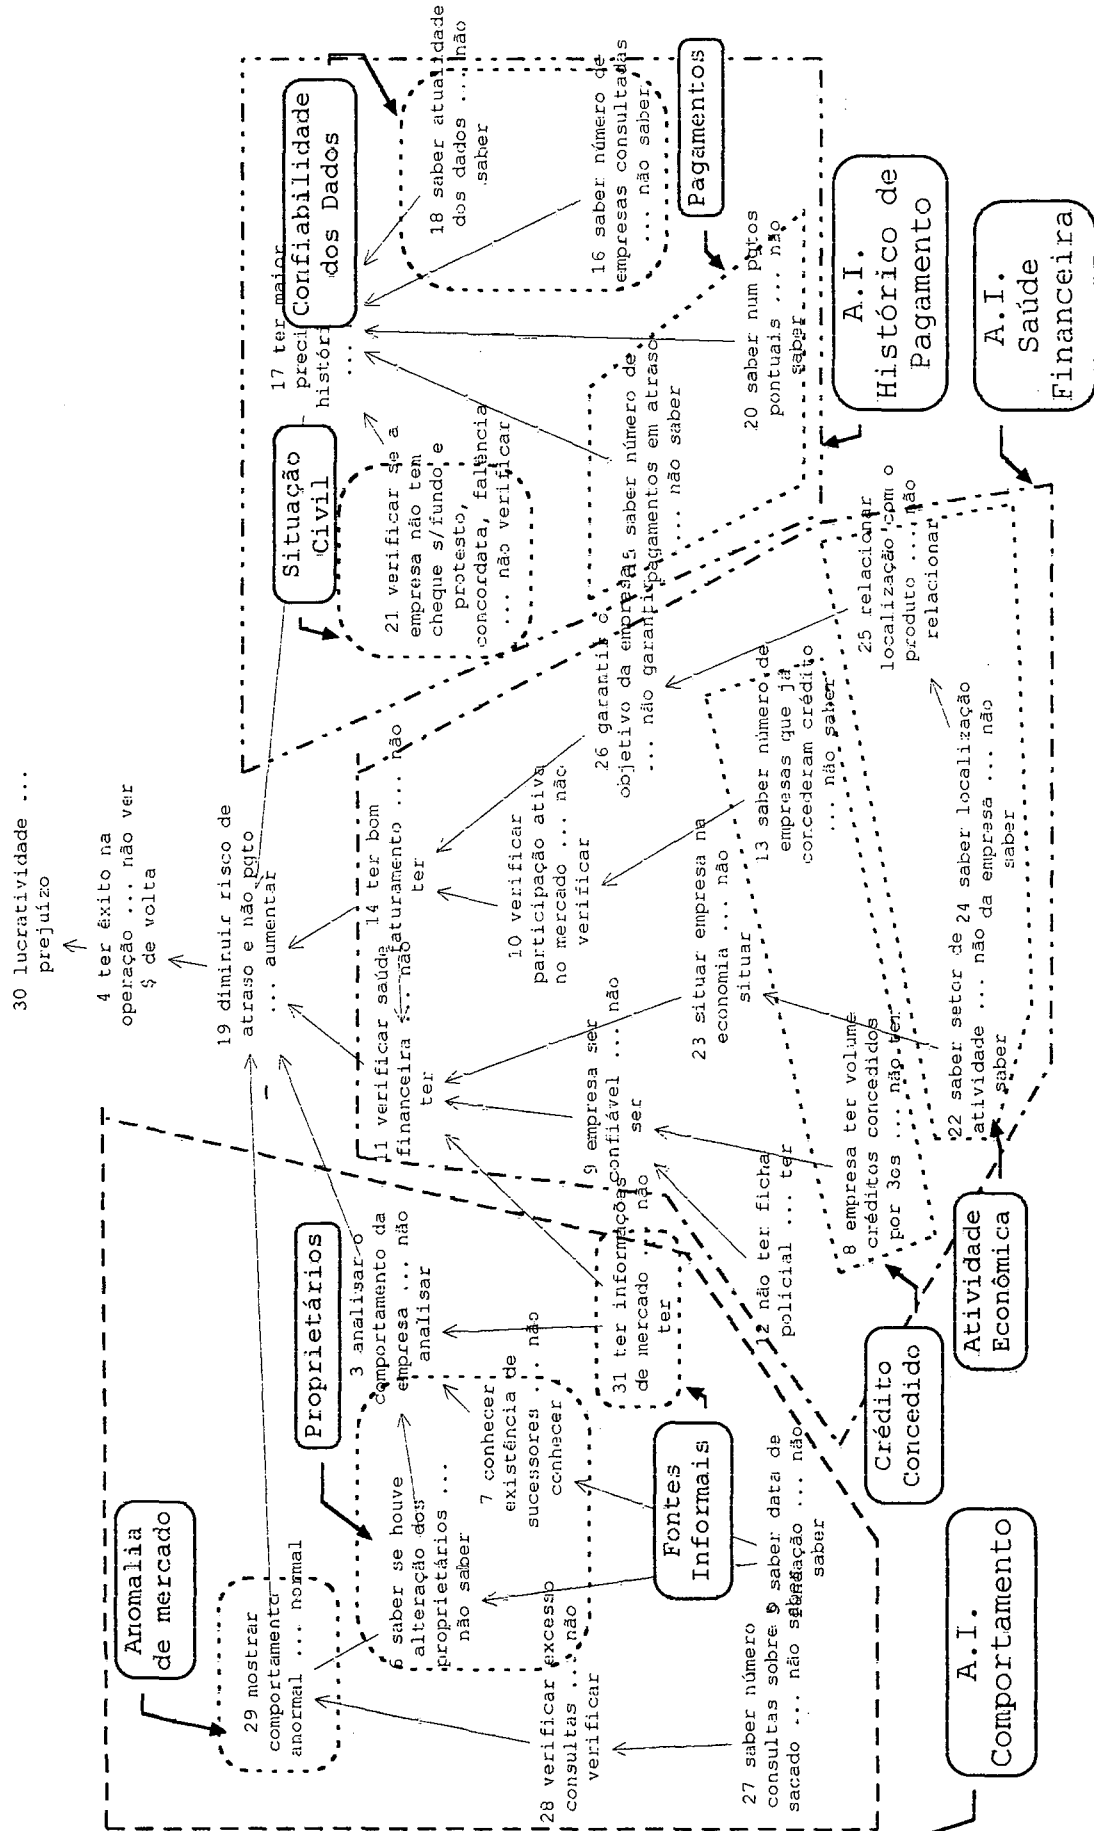 30 lucratividade ...
prejuízo
4 ter êxito na
operação ... não ver
$ de volta
19 diminuir risco de
atraso e não pgto
... aumentar
Anomalia
de mercado
29 mostrar
comportamento
anormal ... normal
Proprietários
3 analisar o
comportamento da
empresa ... não
analisar
6 saber se houve
alteração dos
proprietários ...
não saber
7 conhecer
existência de
sucessores ... não
conhecer
28 verificar excesso
consultas ... não
verificar
27 saber número
consultas sobre
sacado ... não saber
5 saber data de
fundação ... não
saber
Fontes
Informais
31 ter informações
de mercado ... não
ter
11 verificar saúde
financeira ... não
ter
14 ter bom
faturamento ... não
ter
9 empresa ser
confiável ... não
ser
10 verificar
participação ativa
no mercado ... não
verificar
12 não ter ficha
policial ... ter
23 situar empresa na
economia ... não
situar
26 garantir o
objetivo da empresa
... não garantir
8 empresa ter volume
créditos concedidos
por 3os ... não ter
13 saber número de
empresas que já
concederam crédito
... não saber
25 relacionar
localização com o
produto ... não
relacionar
22 saber setor de
atividade ... não
saber
24 saber localização
da empresa ... não
saber
Situação
Civil
21 verificar se a
empresa não tem
cheque s/fundo e
protesto,
concordata, falência
... não verificar
17 ter maior
preci
históri
...
Confiabilidade
dos Dados
18 saber atualidade
dos dados ... não
saber
16 saber número de
empresas consultadas
... não saber
15 saber número de
pagamentos em atraso
... não saber
20 saber num pgtos
pontuais ... não
saber
Pagamentos
A.I.
Histórico de
Pagamento
A.I.
Saúde
Financeira
Atividade
Econômica
Crédito
Concedido
A.I.
Comportamento